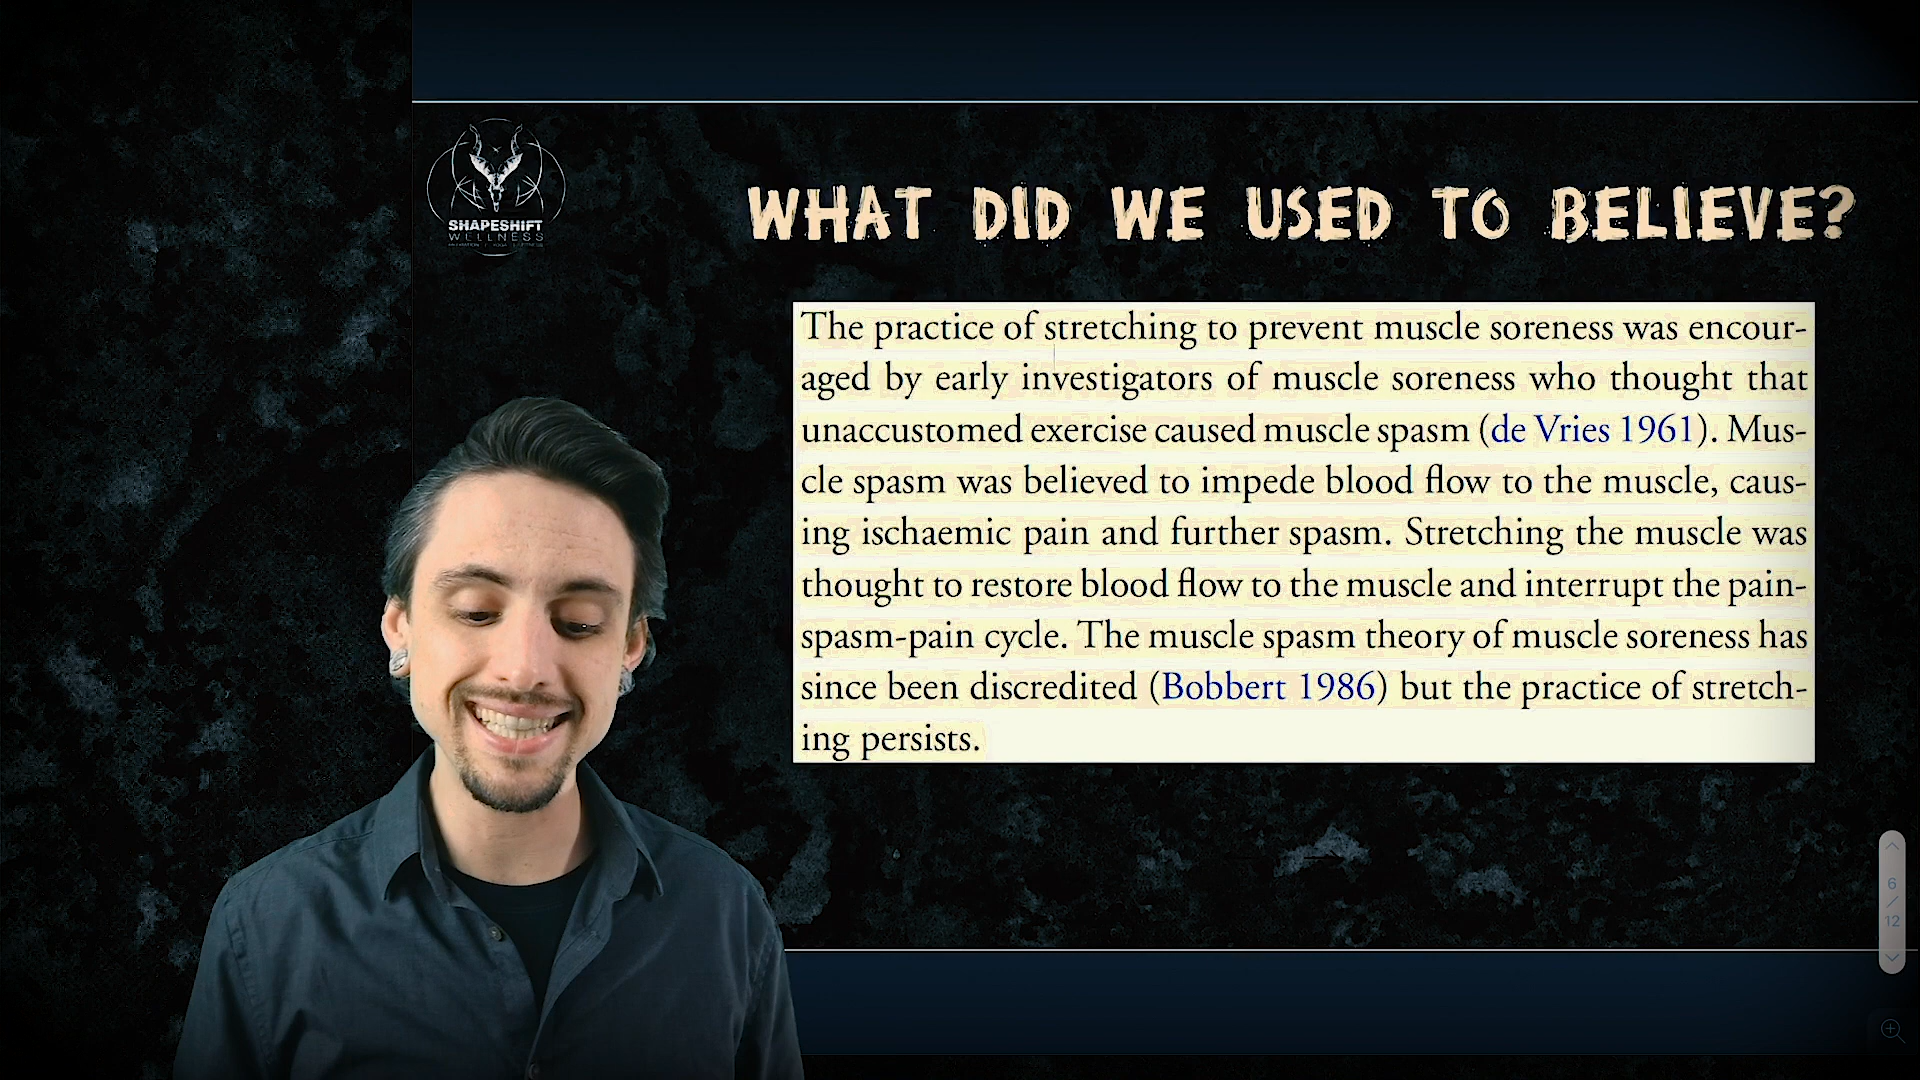 SHAPESHIFT
WELLNESS
WHAT DID WE USED TO BELIEVE?
The practice of stretching to prevent muscle soreness was encour-
aged by early investigators of muscle soreness who thought that
unaccustomed exercise caused muscle spasm (de Vries 1961). Mus-
cle spasm was believed to impede blood flow to the muscle, caus-
ing ischaemic pain and further spasm. Stretching the muscle was
thought to restore blood flow to the muscle and interrupt the pain-
spasm-pain cycle. The muscle spasm theory of muscle soreness has
since been discredited (Bobbert 1986) but the practice of stretch-
ing persists.
6
/
12